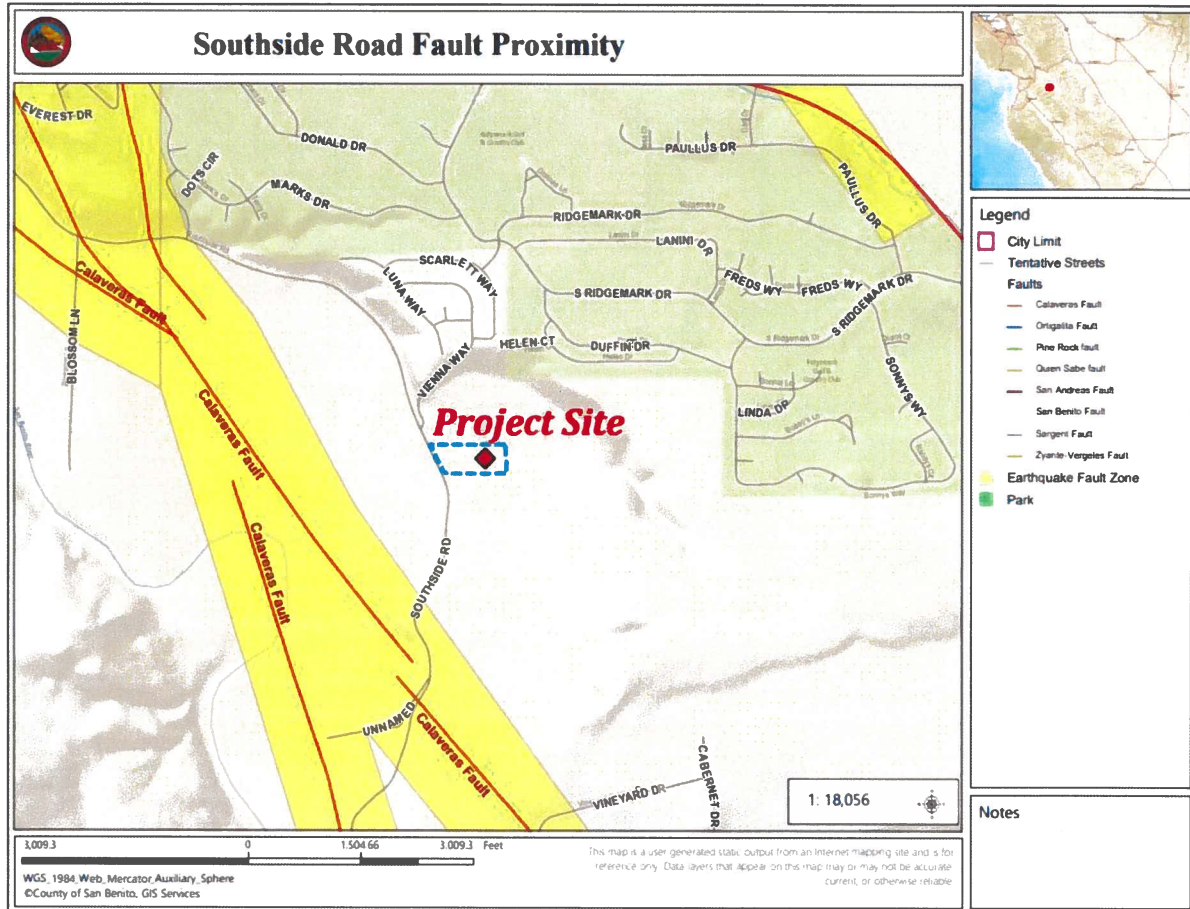 Southside Road Fault Proximity
EVEREST DR
DONALD DR
DOTS CIR
MARKS DR
PAULLUS DR
PAULLUS DR
RIDGEMARK DR
LANINI DR
SCARLETT WAY
LUNA WAY
FREDS WY
FREDS WY
S RIDGEMARK DR
S RIDGEMARK DR
Calaveras Fault
BLOSSOM LN
VIENNA WAY
HELEN CT
DUFFIN DR
SONNYS WY
LINDA DR
Calaveras Fault
Project Site
Calaveras Fault
SOUTHSIDE RD
UNNAMED
Calaveras Fault
VINEYARD DR
CABERNET DR
1: 18,056
Legend
City Limit
Tentative Streets
Faults
Calaveras Fault
Ortigalita Fault
Pine Rock fault
Quien Sabe fault
San Andreas Fault
San Benito Fault
Sargent Fault
Zyante-Vergeles Fault
Earthquake Fault Zone
Park
Notes
3,009.3 0 1,504.66 3,009.3 Feet
WGS_1984_Web_Mercator_Auxiliary_Sphere
©County of San Benito, GIS Services
This map is a user generated static output from an Internet mapping site and is for
reference only. Data layers that appear on this map may or may not be accurate
current, or otherwise reliable